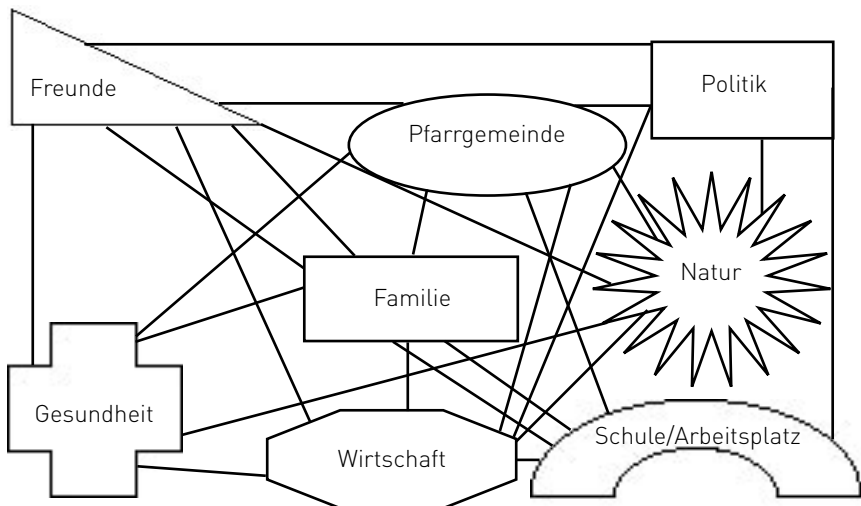 Freunde
Politik
Pfarrgemeinde
Natur
Familie
Gesundheit
Schule/Arbeitsplatz
Wirtschaft